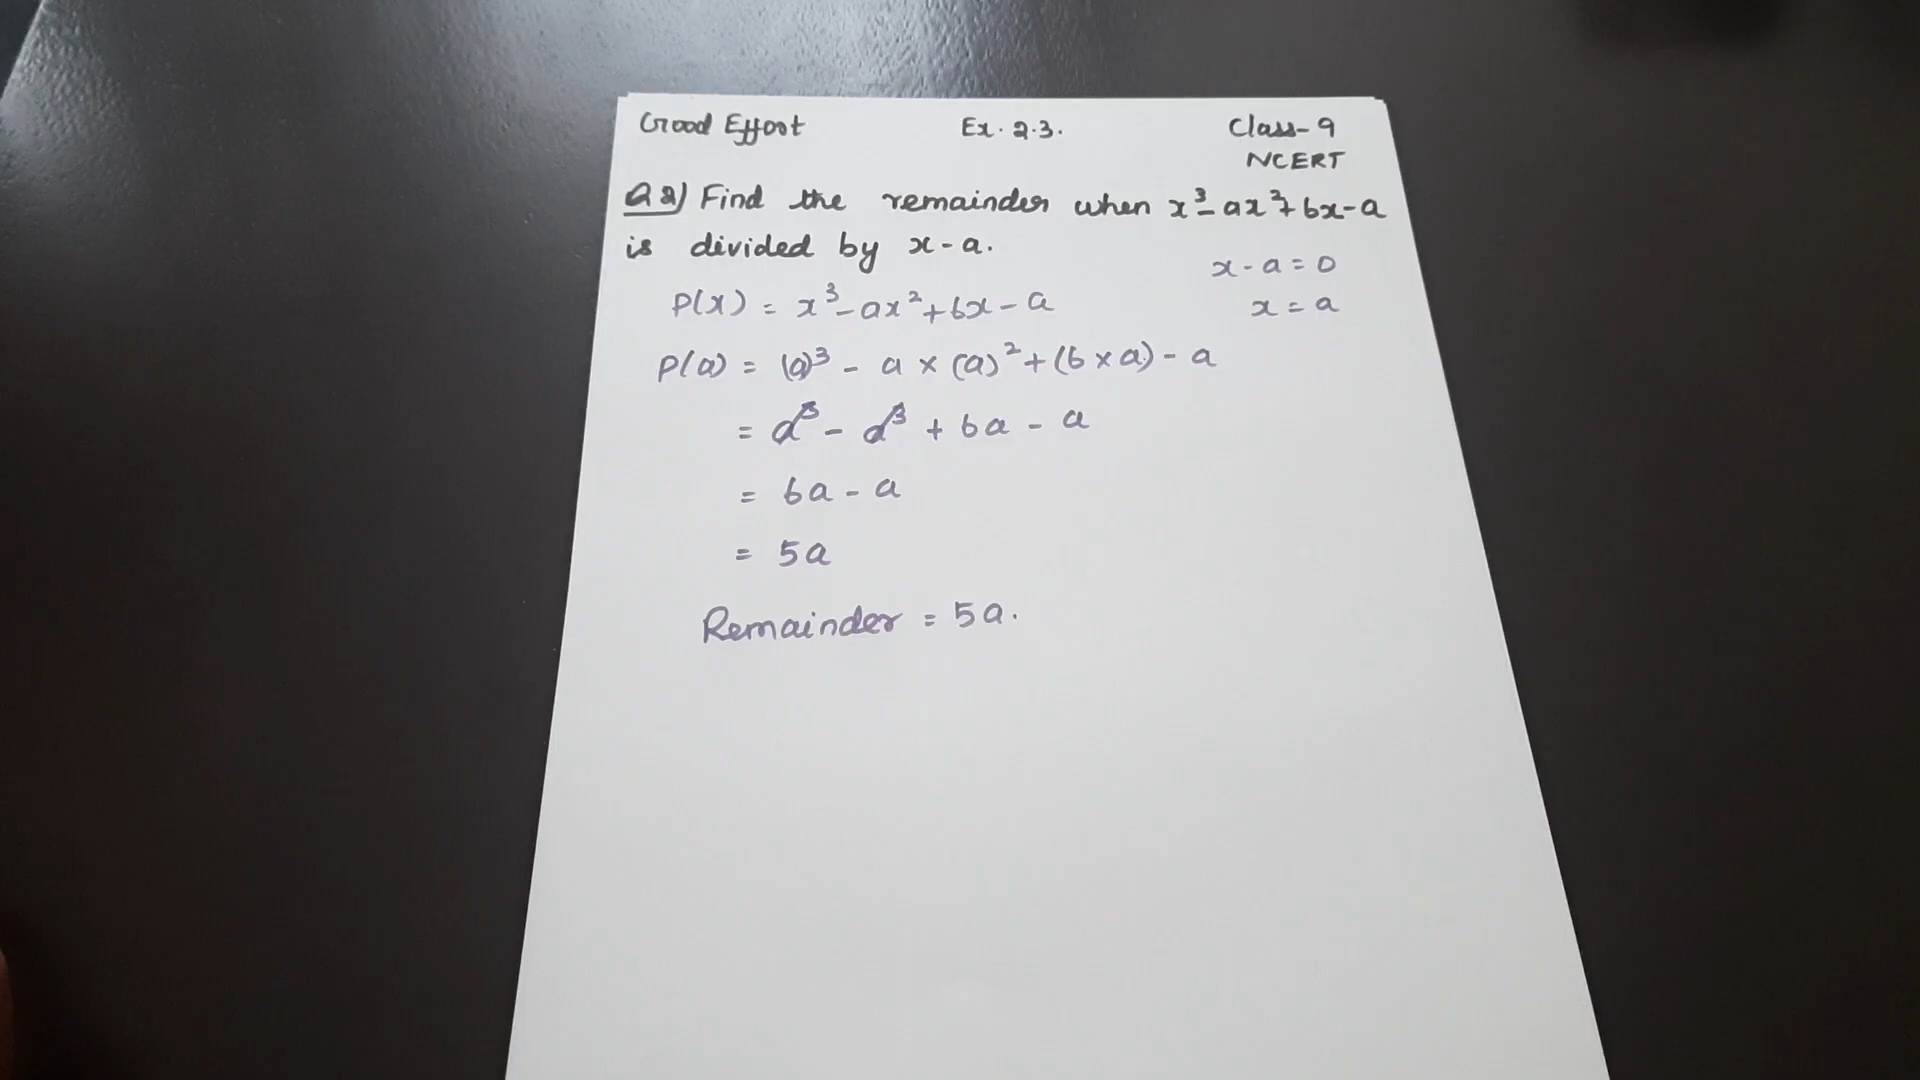 Good Effort Ex. 2.3. Class-9
NCERT
Q2) Find the remainder when x³-ax²+6x-a
is divided by x-a.
x-a=0
P(x) = x³-ax²+6x-a
x=a
P(a) = (a)³ - a × (a)² + (6×a) - a
= a³ - a³ + 6a - a
= 6a - a
= 5a
Remainder = 5a.